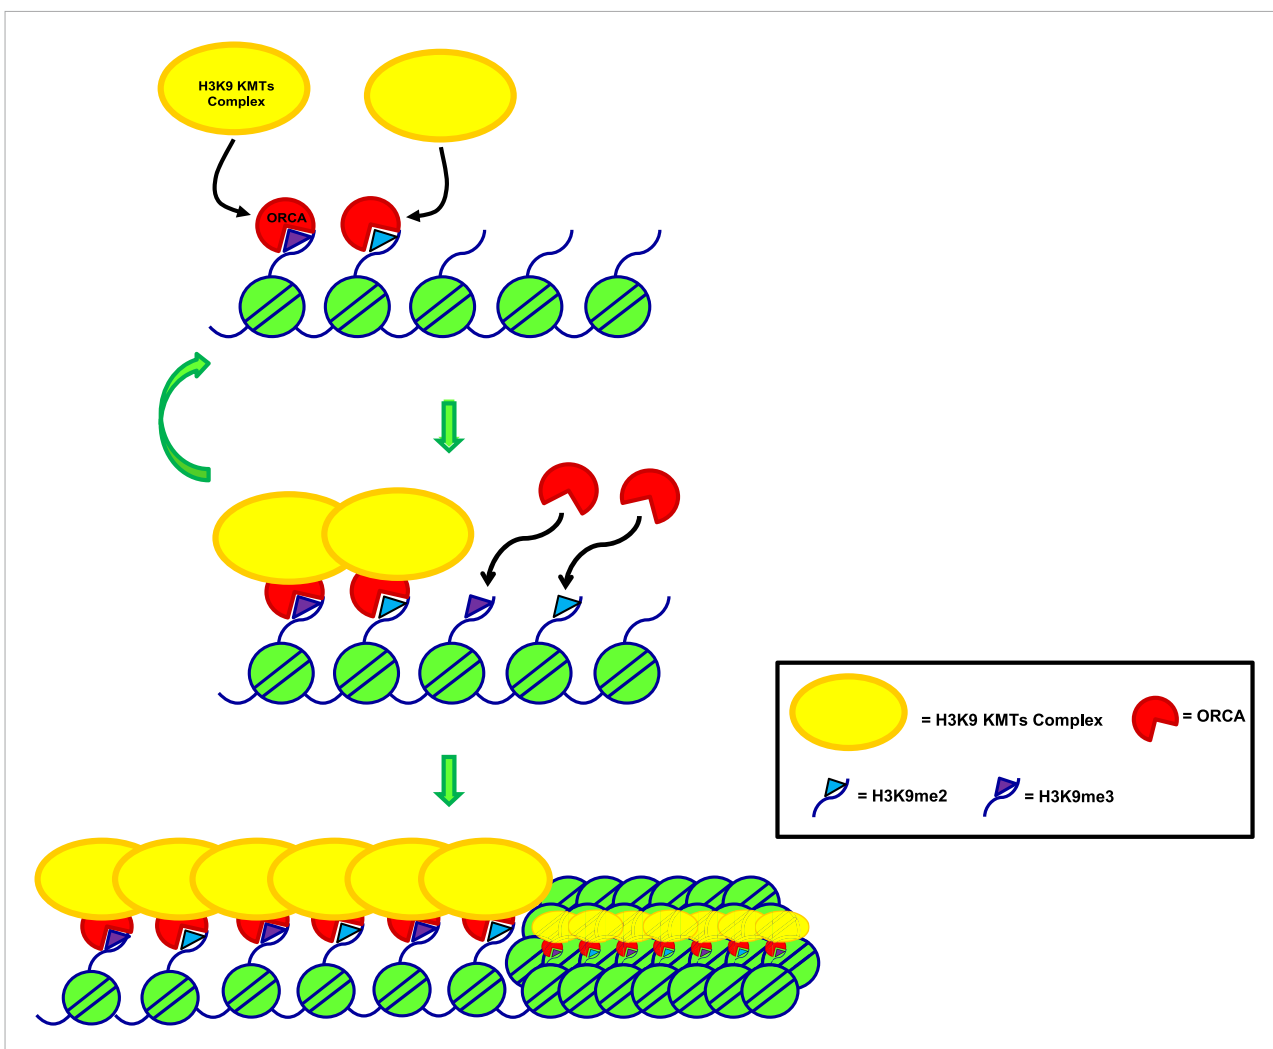 H3K9 KMTs
Complex
ORCA
= H3K9 KMTs Complex
= ORCA
= H3K9me2
= H3K9me3